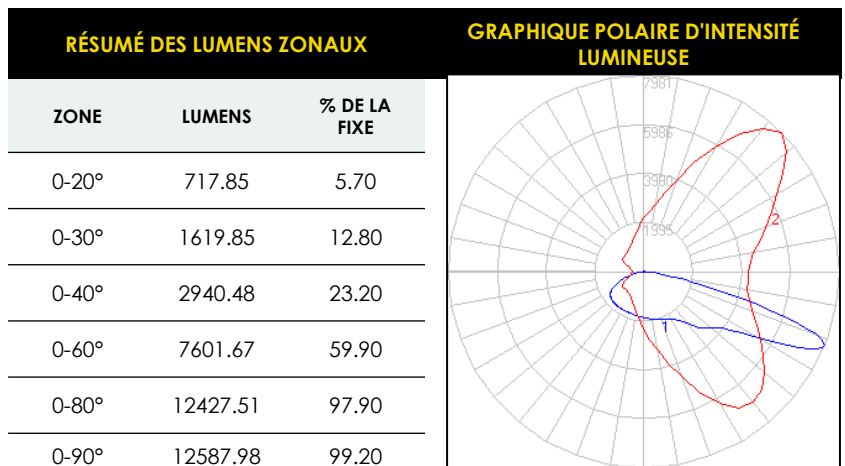 RÉSUMÉ DES LUMENS ZONAUX
GRAPHIQUE POLAIRE D'INTENSITÉ
LUMINEUSE
ZONE LUMENS % DE LA
FIXE
0-20° 717.85 5.70
0-30° 1619.85 12.80
0-40° 2940.48 23.20
0-60° 7601.67 59.90
0-80° 12427.51 97.90
0-90° 12587.98 99.20
7981
5986
3990
1995
2
1